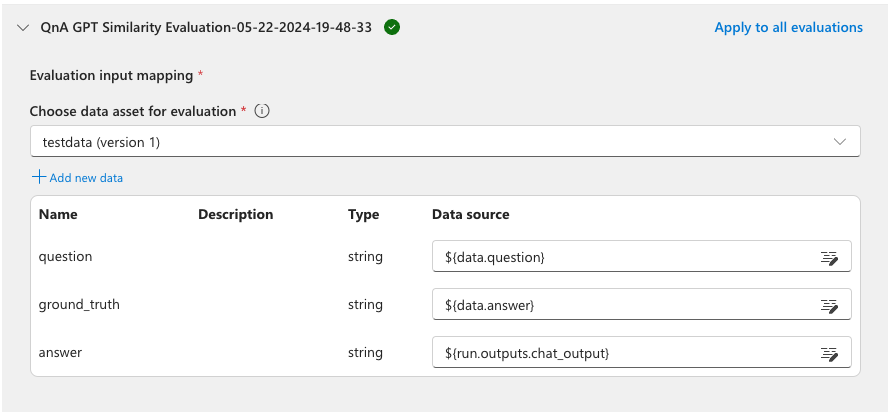 QnA GPT Similarity Evaluation-05-22-2024-19-48-33 Apply to all evaluations
Evaluation input mapping *
Choose data asset for evaluation *
testdata (version 1)
Add new data
Name Description Type Data source
question string ${data.question}
ground_truth string ${data.answer}
answer string ${run.outputs.chat_output}